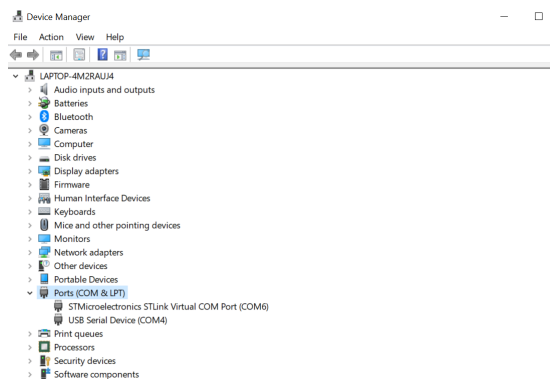 Device Manager
File Action View Help
LAPTOP-4M2RAUJ4
Audio inputs and outputs
Batteries
Bluetooth
Cameras
Computer
Disk drives
Display adapters
Firmware
Human Interface Devices
Keyboards
Mice and other pointing devices
Monitors
Network adapters
Other devices
Portable Devices
Ports (COM & LPT)
STMicroelectronics STLink Virtual COM Port (COM6)
USB Serial Device (COM4)
Print queues
Processors
Security devices
Software components